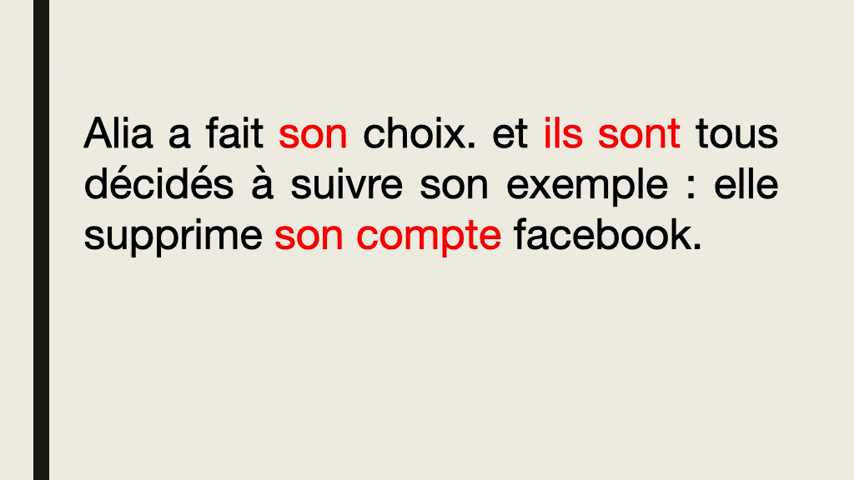 Alia a fait son choix. et ils sont tous
décidés à suivre son exemple : elle
supprime son compte facebook.